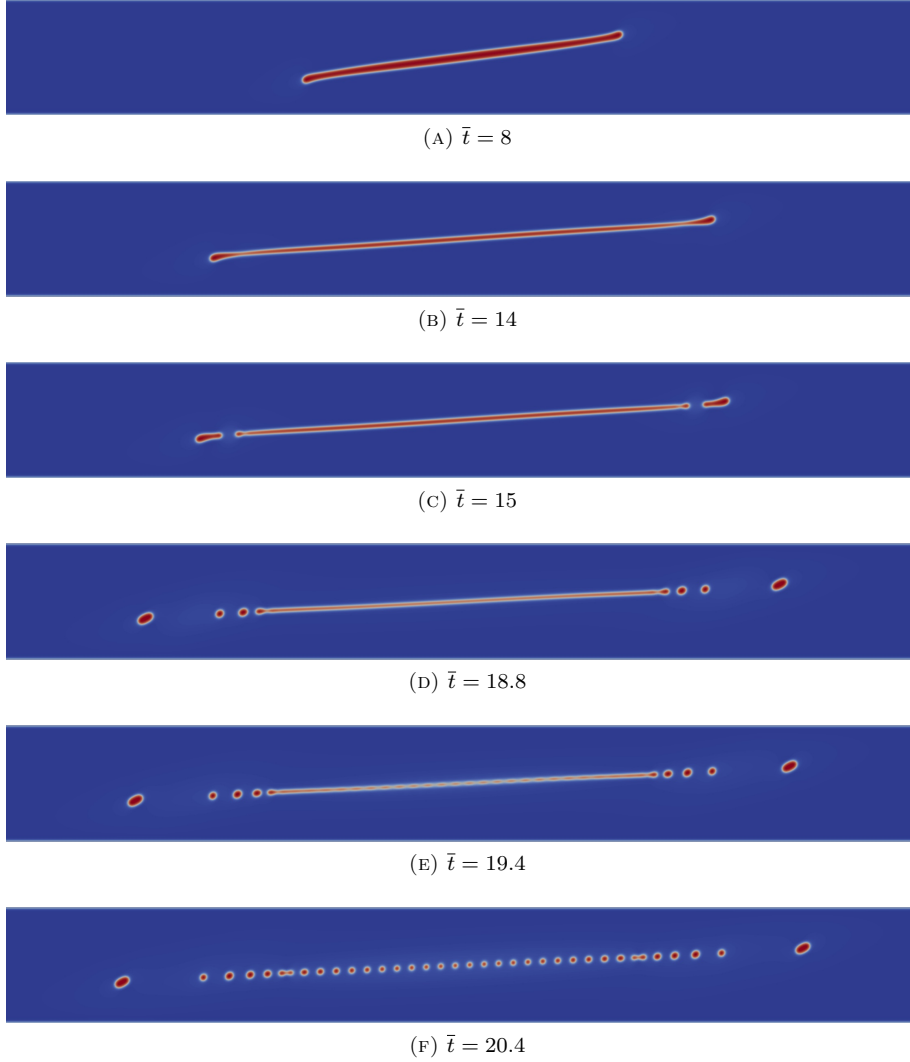 (A) t̄ = 8
(B) t̄ = 14
(C) t̄ = 15
(D) t̄ = 18.8
(E) t̄ = 19.4
(F) t̄ = 20.4